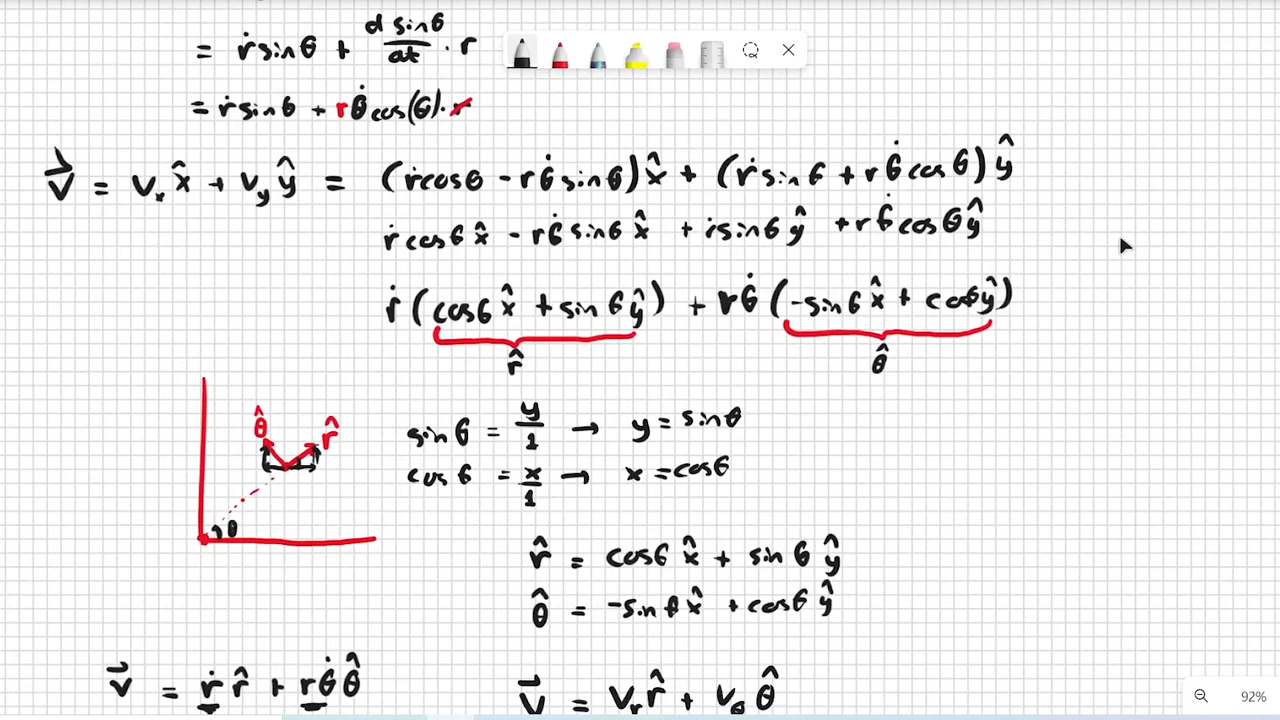 = ṙsinθ + d sinθ/dt · r
= ṙsinθ + rθ̇cos(θ)· r
v⃗ = vₓx̂ + v_yŷ = (ṙcosθ - rθ̇sinθ)x̂ + (ṙsinθ + rθ̇cosθ)ŷ
ṙcosθx̂ - rθ̇sinθx̂ + ṙsinθŷ + rθ̇cosθŷ
ṙ(cosθx̂ + sinθŷ) + rθ̇(-sinθx̂ + cosθŷ)
r̂ θ̂
θ̂ r̂
θ
sinθ = y/1 → y = sinθ
cosθ = x/1 → x = cosθ
r̂ = cosθx̂ + sinθŷ
θ̂ = -sinθx̂ + cosθŷ
v⃗ = ṙr̂ + rθ̇θ̂ v⃗ = vᵣr̂ + v_θθ̂
92%